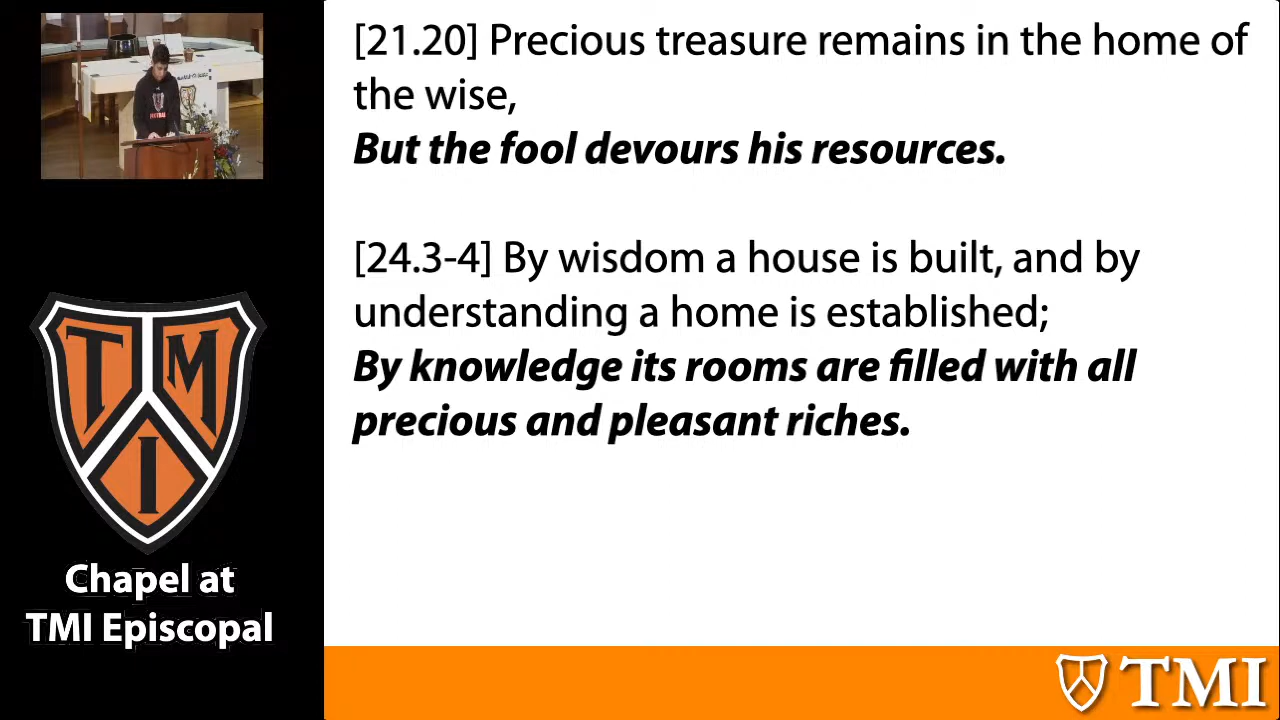 [21.20] Precious treasure remains in the home of
the wise,
But the fool devours his resources.
[24.3-4] By wisdom a house is built, and by
understanding a home is established;
By knowledge its rooms are filled with all
precious and pleasant riches.
T M
I
Chapel at
TMI Episcopal
TMI